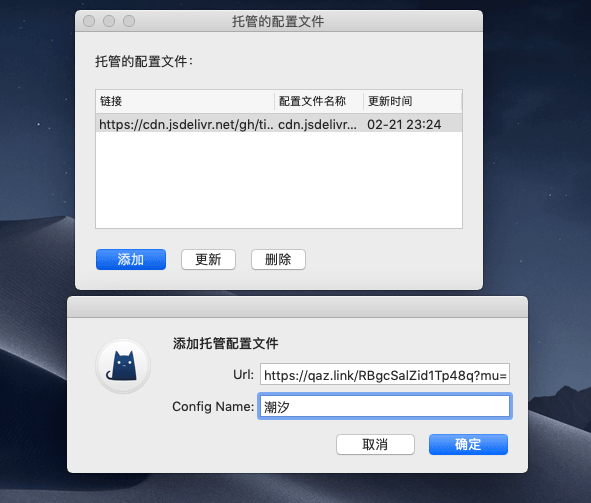 托管的配置文件
托管的配置文件：
链接 配置文件名称 更新时间
https://cdn.jsdelivr.net/gh/ti... cdn.jsdelivr... 02-21 23:24
添加 更新 删除
添加托管配置文件
Url: https://qaz.link/RBgcSalZid1Tp48q?mu=
Config Name: 潮汐
取消 确定